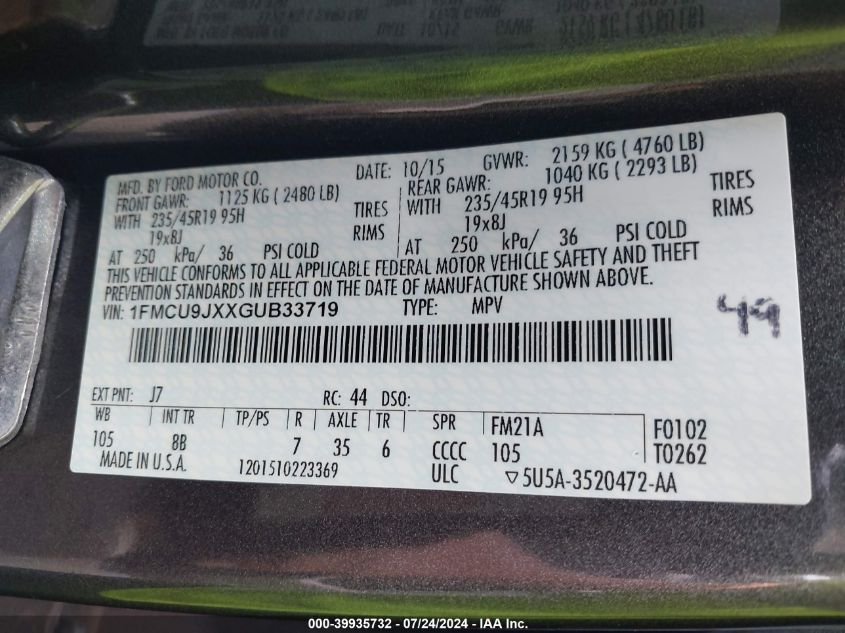 MFD. BY FORD MOTOR CO. DATE: 10/15 GVWR: 2159 KG ( 4760 LB)
FRONT GAWR: 1125 KG ( 2480 LB) REAR GAWR: 1040 KG ( 2293 LB)
WITH 235/45R19 95H TIRES WITH 235/45R19 95H TIRES
19x8J RIMS 19x8J RIMS
AT 250 kPa/ 36 PSI COLD AT 250 kPa/ 36 PSI COLD
THIS VEHICLE CONFORMS TO ALL APPLICABLE FEDERAL MOTOR VEHICLE SAFETY AND THEFT
PREVENTION STANDARDS IN EFFECT ON THE DATE OF MANUFACTURE SHOWN ABOVE.
VIN: 1FMCU9JXXGUB33719 TYPE: MPV
EXT PNT: J7 RC: 44 DSO:
WB INT TR TP/PS R AXLE TR SPR FM21A F0102
105 8B 7 35 6 CCCC 105 T0262
MADE IN U.S.A. 1201510223369 ULC ▽5U5A-3520472-AA
000-39935732 - 07/24/2024 - IAA Inc.